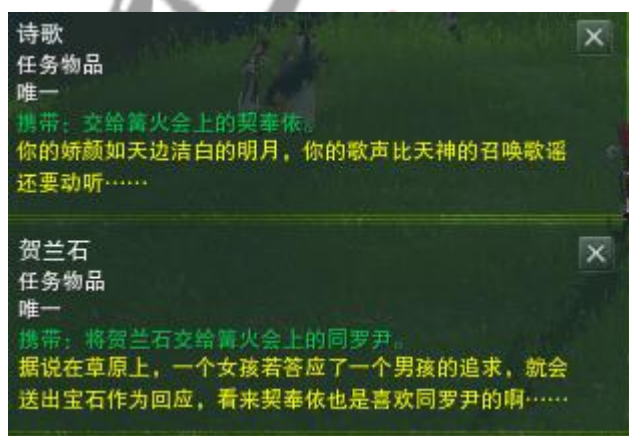 诗歌
任务物品
唯一
携带：交给篝火会上的契奉依。
你的娇颜如天边洁白的明月，你的歌声比天神的召唤歌谣
还要动听……
贺兰石
任务物品
唯一
携带：将贺兰石交给篝火会上的同罗尹。
据说在草原上，一个女孩若答应了一个男孩的追求，就会
送出宝石作为回应，看来契奉依也是喜欢同罗尹的啊……